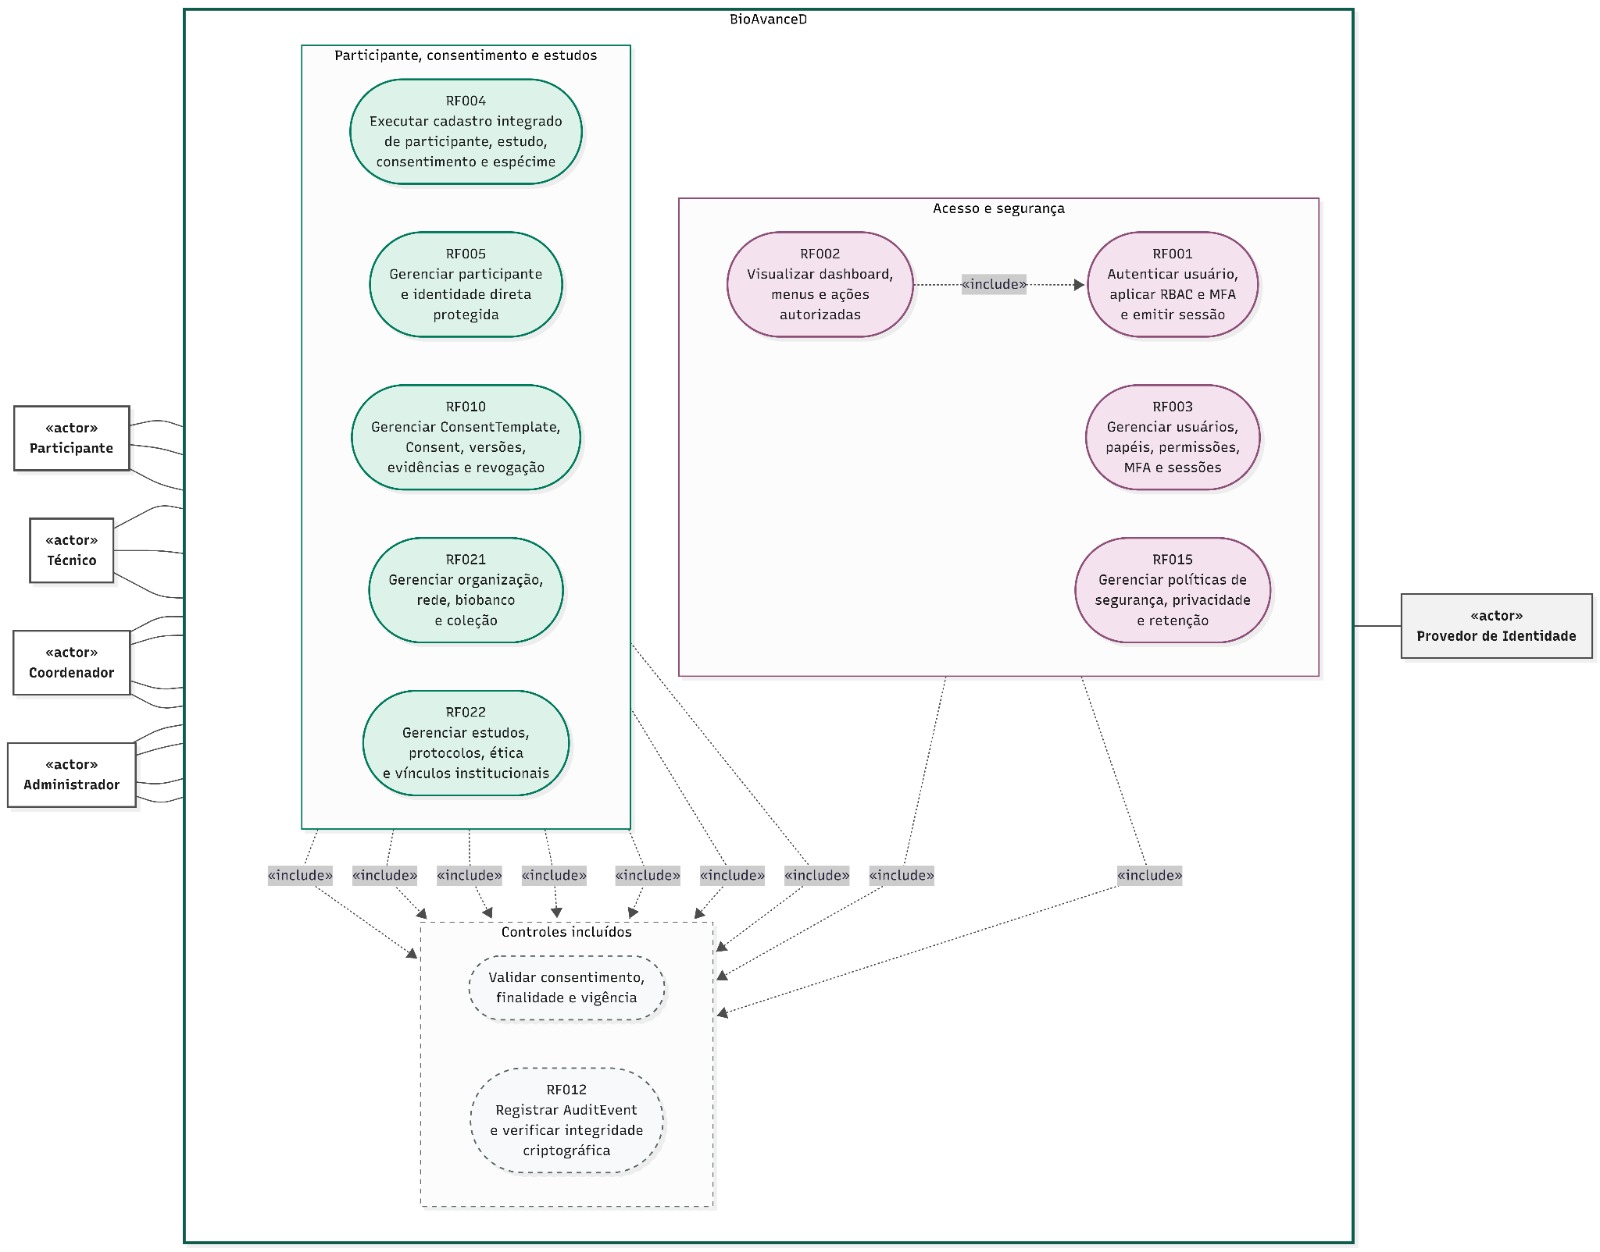 BioAvanceD
Participante, consentimento e estudos
RF004
Executar cadastro integrado
de participante, estudo,
consentimento e espécime
RF005
Gerenciar participante
e identidade direta
protegida
RF010
Gerenciar ConsentTemplate,
Consent, versões,
evidências e revogação
RF021
Gerenciar organização,
rede, biobanco
e coleção
RF022
Gerenciar estudos,
protocolos, ética
e vínculos institucionais
Acesso e segurança
RF002
Visualizar dashboard,
menus e ações
autorizadas
«include»
RF001
Autenticar usuário,
aplicar RBAC e MFA
e emitir sessão
RF003
Gerenciar usuários,
papéis, permissões,
MFA e sessões
RF015
Gerenciar políticas de
segurança, privacidade
e retenção
«actor»
Participante
«actor»
Técnico
«actor»
Coordenador
«actor»
Administrador
«actor»
Provedor de Identidade
«include»
«include»
«include»
«include»
«include»
«include»
«include»
«include»
«include»
Controles incluídos
Validar consentimento,
finalidade e vigência
RF012
Registrar AuditEvent
e verificar integridade
criptográfica